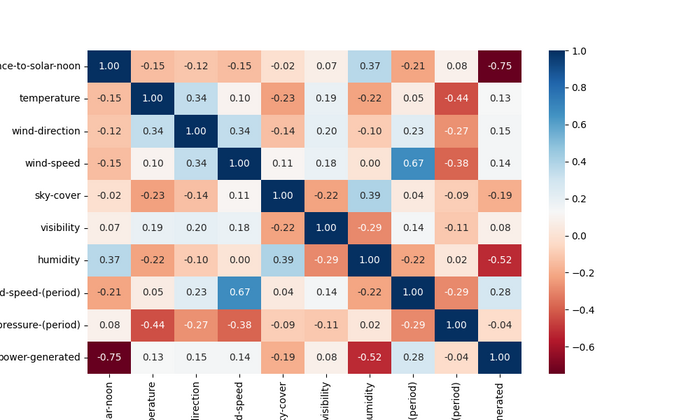 nce-to-solar-noon 1.00 -0.15 -0.12 -0.15 -0.02 0.07 0.37 -0.21 0.08 -0.75
temperature -0.15 1.00 0.34 0.10 -0.23 0.19 -0.22 0.05 -0.44 0.13
wind-direction -0.12 0.34 1.00 0.34 -0.14 0.20 -0.10 0.23 -0.27 0.15
wind-speed -0.15 0.10 0.34 1.00 0.11 0.18 0.00 0.67 -0.38 0.14
sky-cover -0.02 -0.23 -0.14 0.11 1.00 -0.22 0.39 0.04 -0.09 -0.19
visibility 0.07 0.19 0.20 0.18 -0.22 1.00 -0.29 0.14 -0.11 0.08
humidity 0.37 -0.22 -0.10 0.00 0.39 -0.29 1.00 -0.22 0.02 -0.52
d-speed-(period) -0.21 0.05 0.23 0.67 0.04 0.14 -0.22 1.00 -0.29 0.28
pressure-(period) 0.08 -0.44 -0.27 -0.38 -0.09 -0.11 0.02 -0.29 1.00 -0.04
power-generated -0.75 0.13 0.15 0.14 -0.19 0.08 -0.52 0.28 -0.04 1.00
ar-noon
perature
direction
d-speed
ky-cover
visibility
umidity
(period)
(period)
nerated
1.0
0.8
0.6
0.4
0.2
0.0
−0.2
−0.4
−0.6